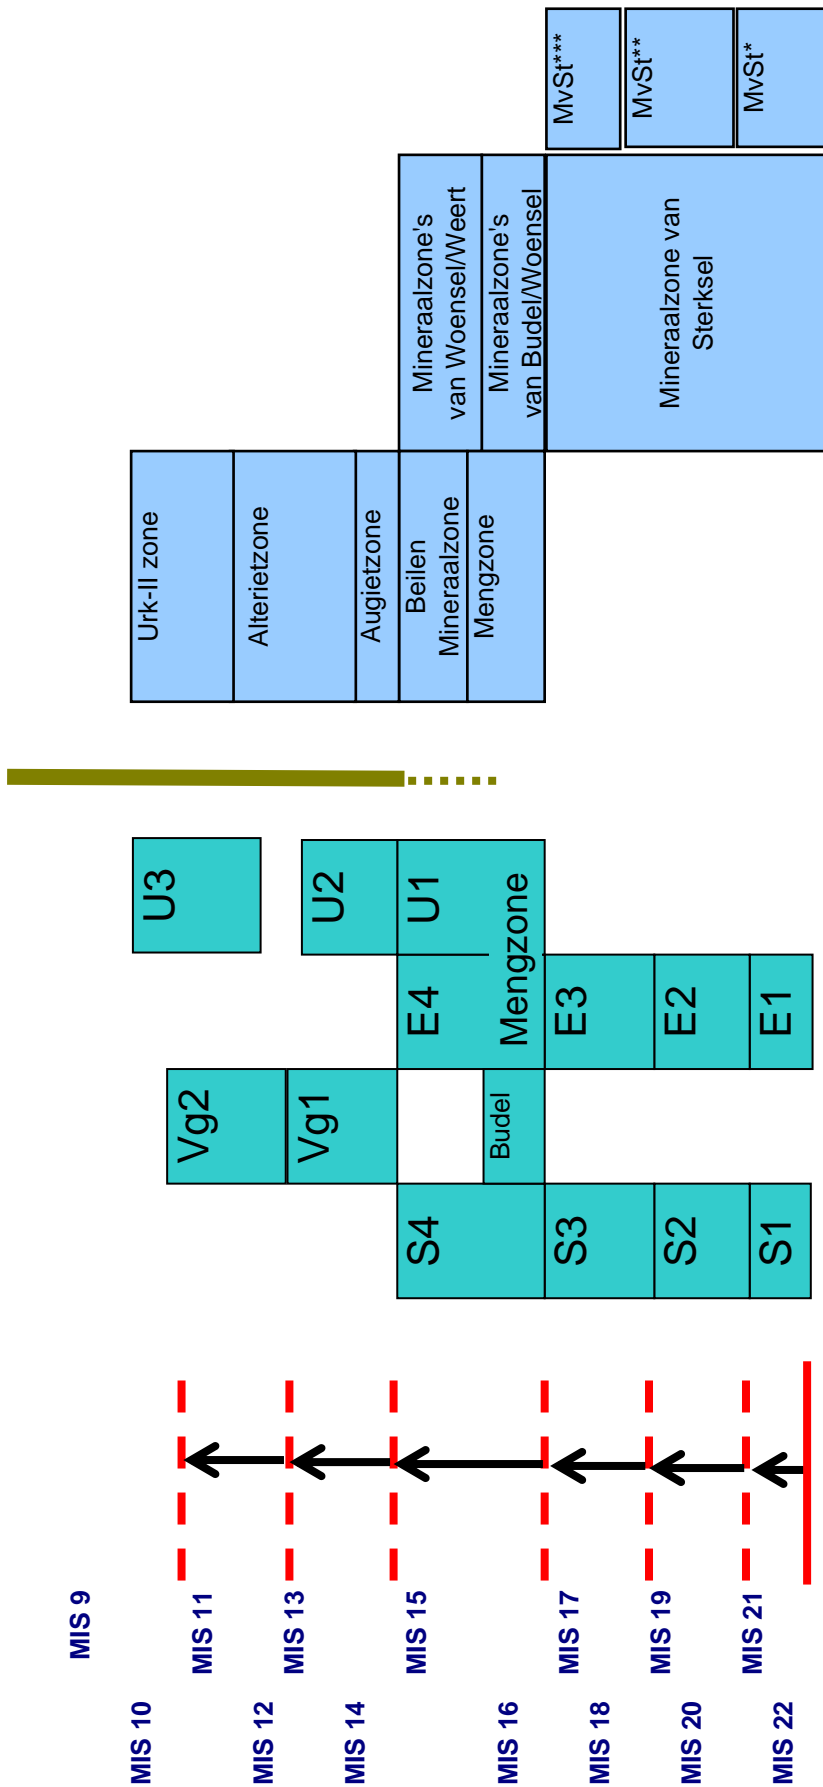 MIS 9
MIS 10
MIS 11
MIS 12
MIS 13
MIS 14
MIS 15
MIS 16
MIS 17
MIS 18
MIS 19
MIS 20
MIS 21
MIS 22
S4
S3
S2
S1
Vg2
Vg1
Budel
E4
E3
E2
E1
Mengzone
U3
U2
U1
Urk-II zone
Alterietzone
Augietzone
Beilen
Mineraalzone
Mengzone
Mineraalzone's
van Woensel/Weert
Mineraalzone's
van Budel/Woensel
Mineraalzone van
Sterksel
MvSt***
MvSt**
MvSt*